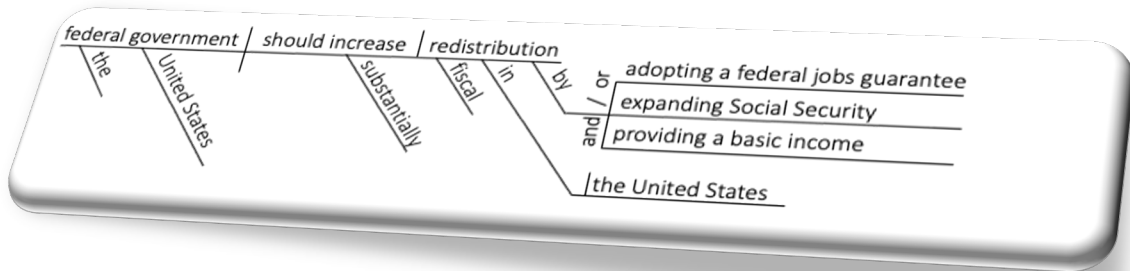 federal government should increase redistribution
the United States substantially fiscal in by
and / or
adopting a federal jobs guarantee
expanding Social Security
providing a basic income
the United States